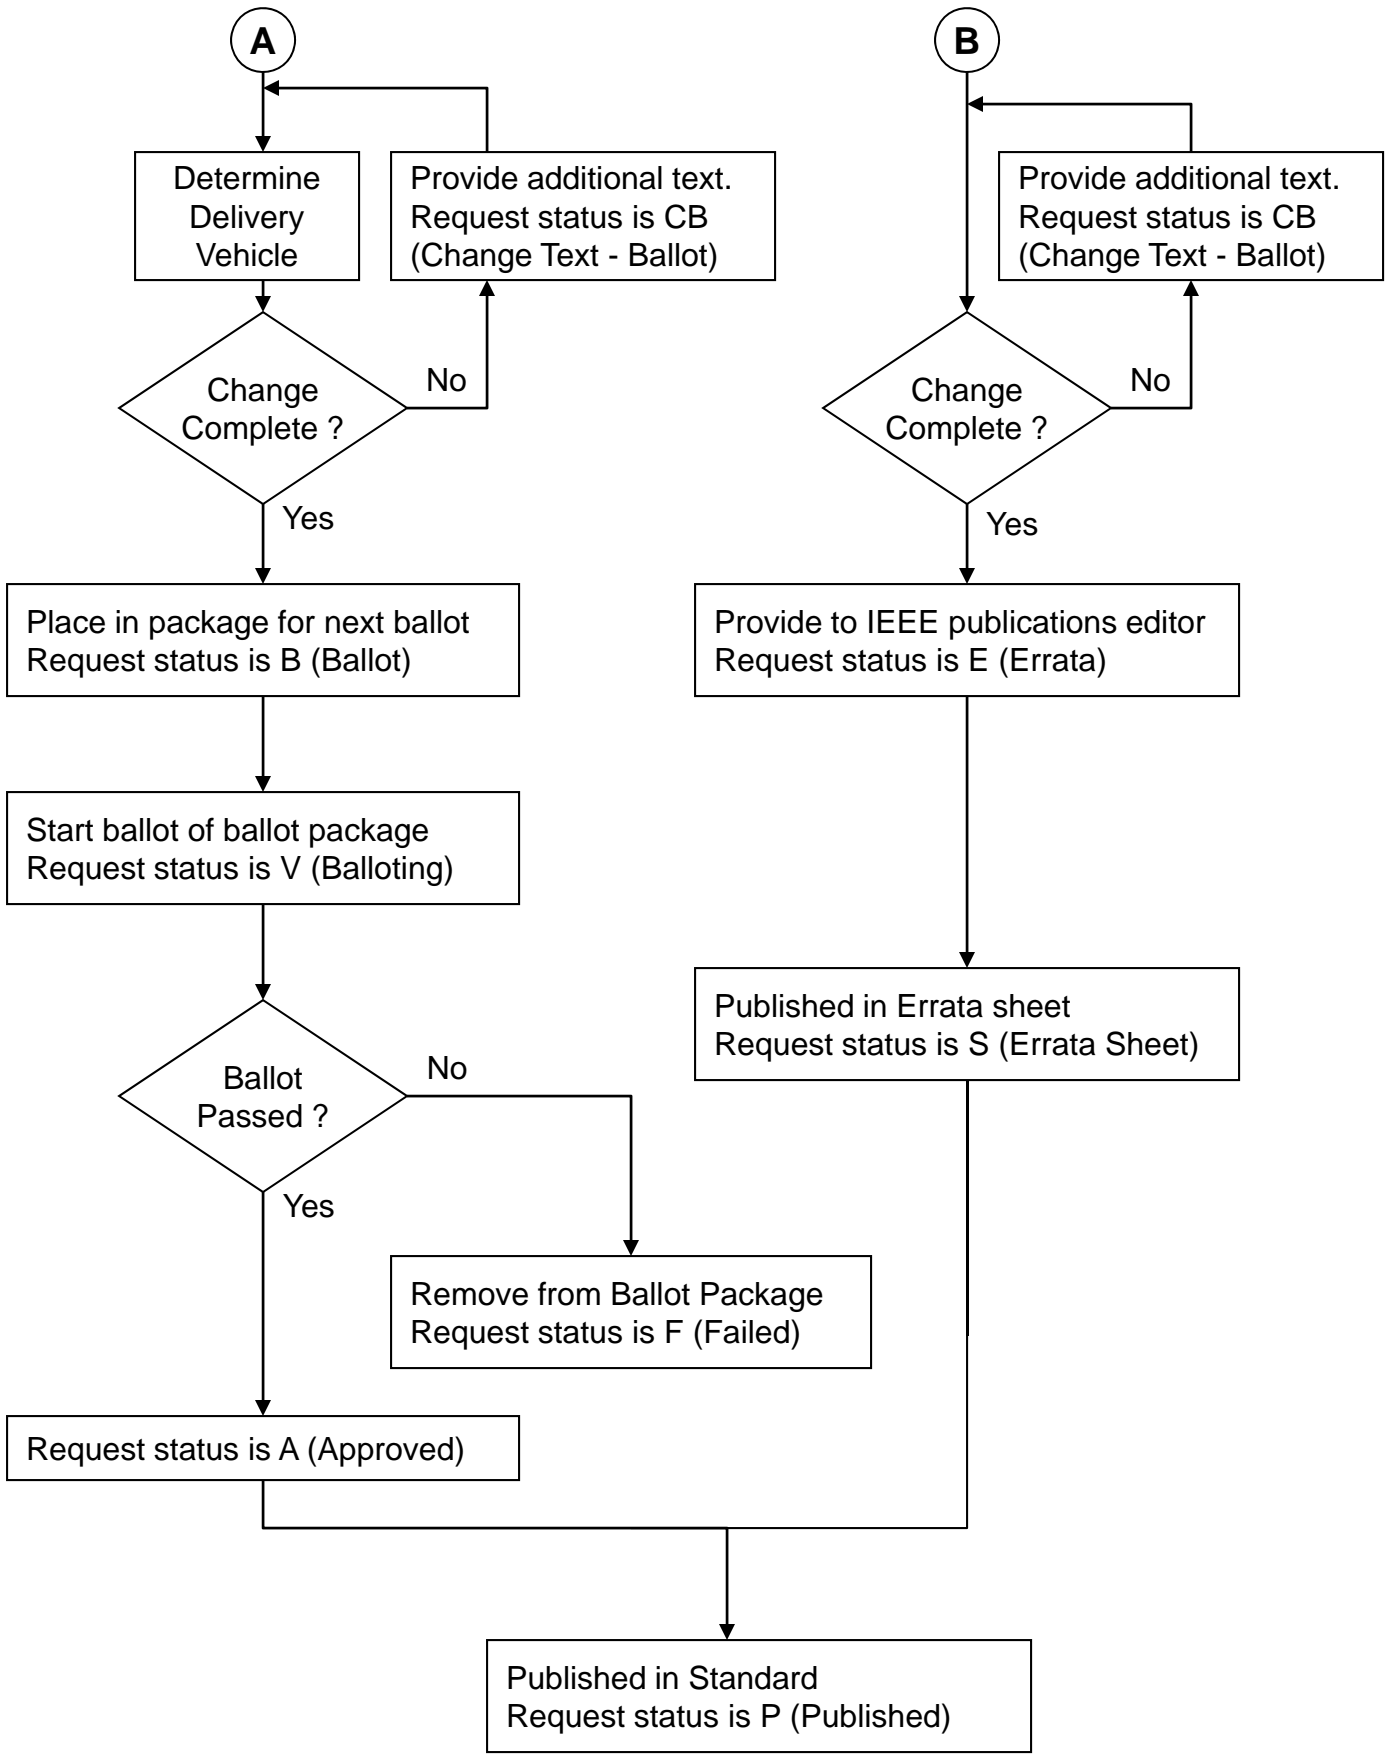 A
B
Determine
Delivery
Vehicle
Provide additional text.
Request status is CB
(Change Text - Ballot)
Provide additional text.
Request status is CB
(Change Text - Ballot)
Change
Complete ?
No
Yes
Change
Complete ?
No
Yes
Place in package for next ballot
Request status is B (Ballot)
Provide to IEEE publications editor
Request status is E (Errata)
Start ballot of ballot package
Request status is V (Balloting)
Published in Errata sheet
Request status is S (Errata Sheet)
Ballot
Passed ?
No
Yes
Remove from Ballot Package
Request status is F (Failed)
Request status is A (Approved)
Published in Standard
Request status is P (Published)